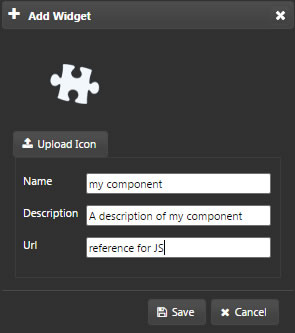 Add Widget
Upload Icon
Name my component
Description A description of my component
Url reference for JS
Save Cancel